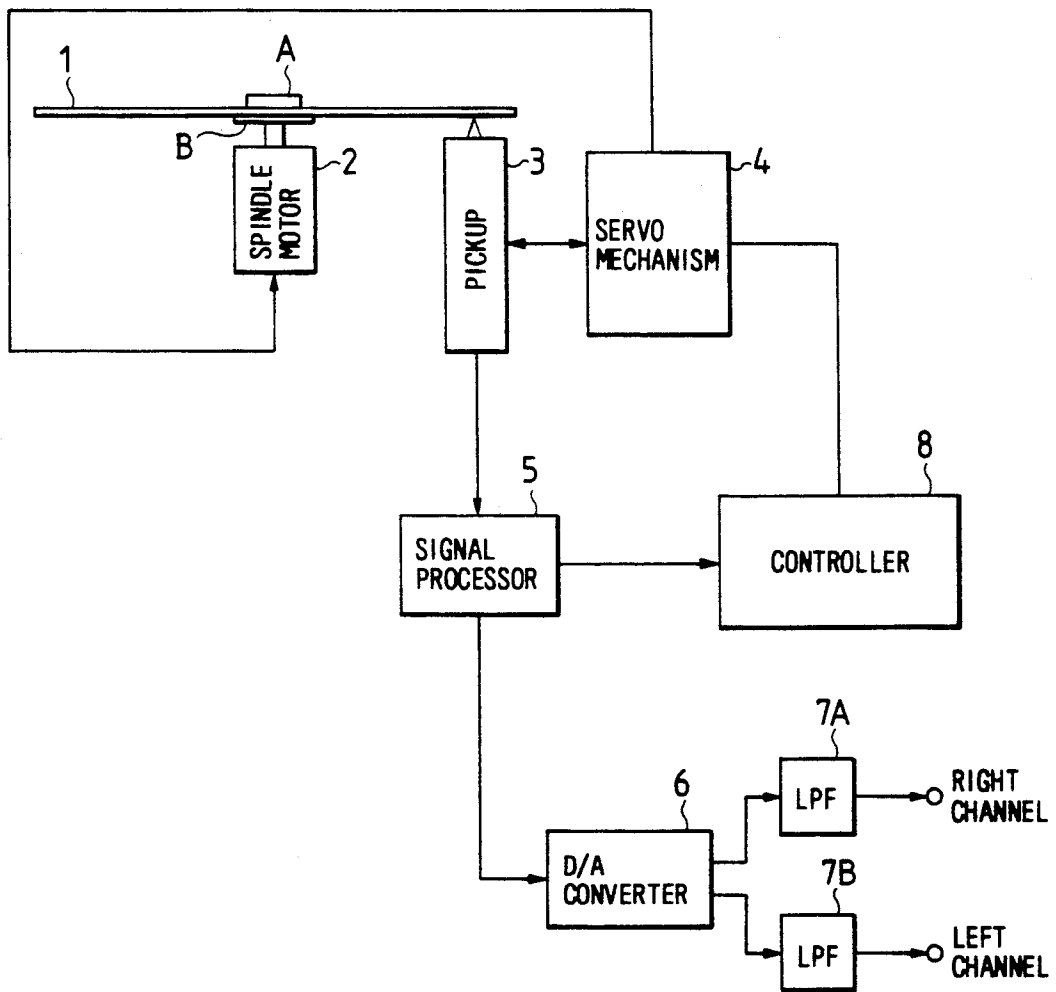 A
1
B
2
3
4
SPINDLE
MOTOR
PICKUP
SERVO
MECHANISM
5
8
SIGNAL
PROCESSOR
CONTROLLER
7A
6
LPF
RIGHT
CHANNEL
D/A
CONVERTER
7B
LPF
LEFT
CHANNEL